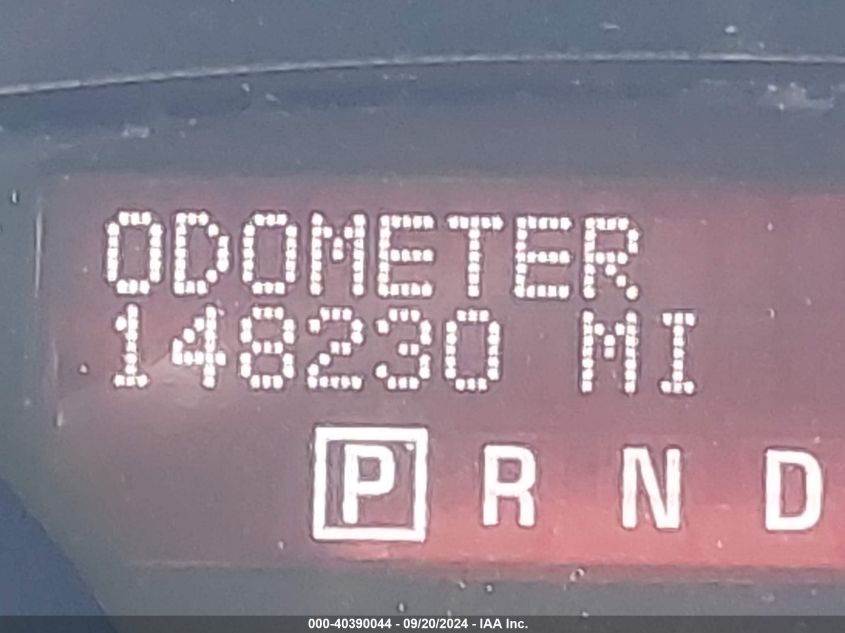 ODOMETER
148230 MI
P R N D
000-40390044 - 09/20/2024 - IAA Inc.